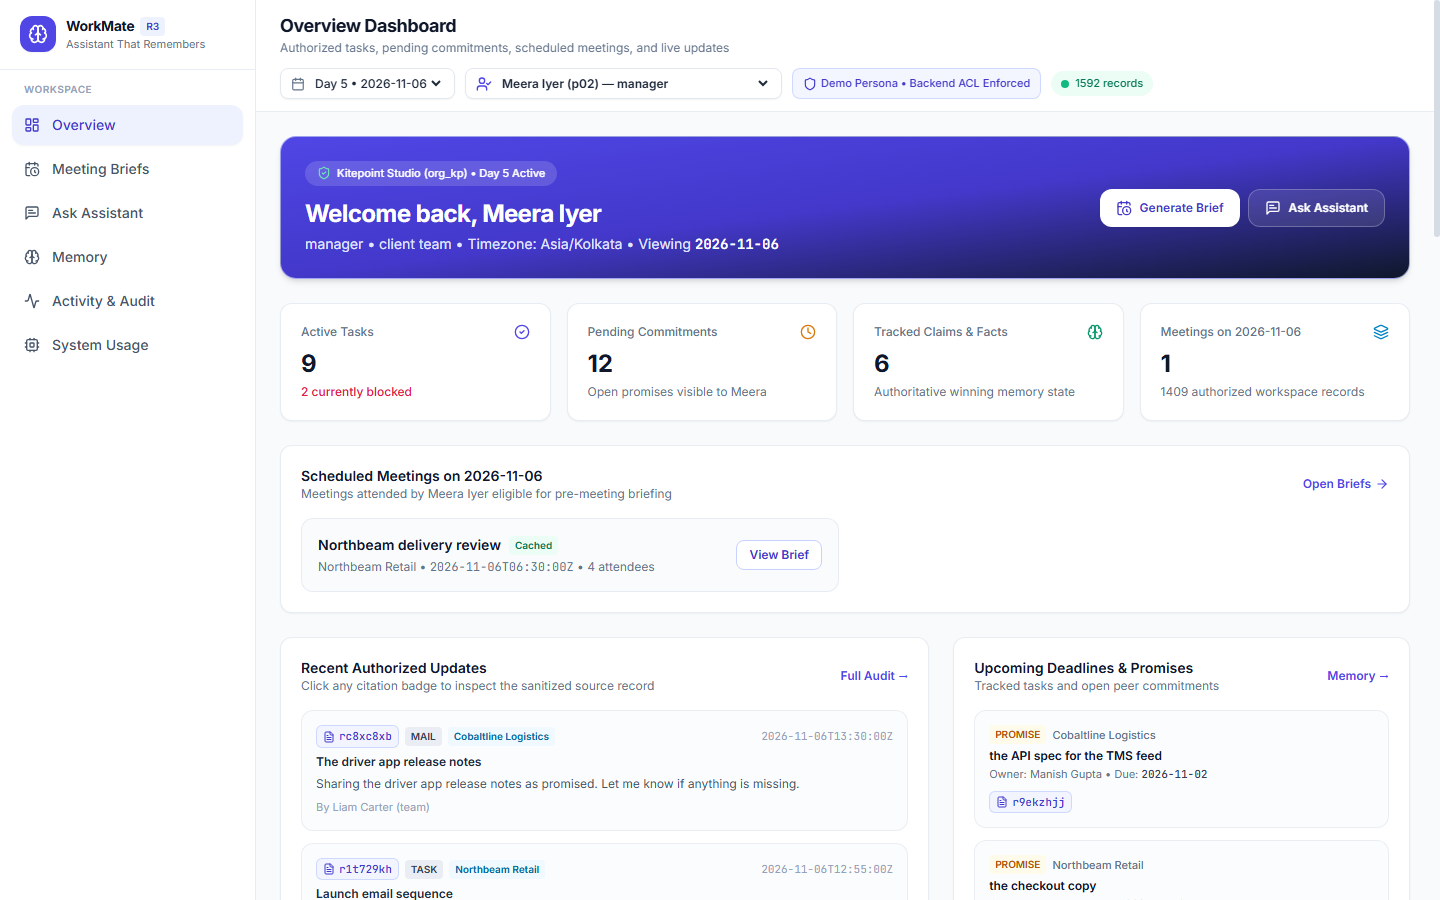 WorkMate R3
Assistant That Remembers
WORKSPACE
Overview
Meeting Briefs
Ask Assistant
Memory
Activity & Audit
System Usage
Overview Dashboard
Authorized tasks, pending commitments, scheduled meetings, and live updates
Day 5 • 2026-11-06
Meera Iyer (p02) — manager
Demo Persona • Backend ACL Enforced
1592 records
Kitepoint Studio (org_kp) • Day 5 Active
Welcome back, Meera Iyer
manager • client team • Timezone: Asia/Kolkata • Viewing 2026-11-06
Generate Brief
Ask Assistant
Active Tasks
9
2 currently blocked
Pending Commitments
12
Open promises visible to Meera
Tracked Claims & Facts
6
Authoritative winning memory state
Meetings on 2026-11-06
1
1409 authorized workspace records
Scheduled Meetings on 2026-11-06
Meetings attended by Meera Iyer eligible for pre-meeting briefing
Open Briefs →
Northbeam delivery review Cached
Northbeam Retail • 2026-11-06T06:30:00Z • 4 attendees
View Brief
Recent Authorized Updates
Click any citation badge to inspect the sanitized source record
Full Audit →
rc8xc8xb MAIL Cobaltline Logistics 2026-11-06T13:30:00Z
The driver app release notes
Sharing the driver app release notes as promised. Let me know if anything is missing.
By Liam Carter (team)
r1t729kh TASK Northbeam Retail 2026-11-06T12:55:00Z
Launch email sequence
Upcoming Deadlines & Promises
Tracked tasks and open peer commitments
Memory →
PROMISE Cobaltline Logistics
the API spec for the TMS feed
Owner: Manish Gupta • Due: 2026-11-02
r9ekzhjj
PROMISE Northbeam Retail
the checkout copy